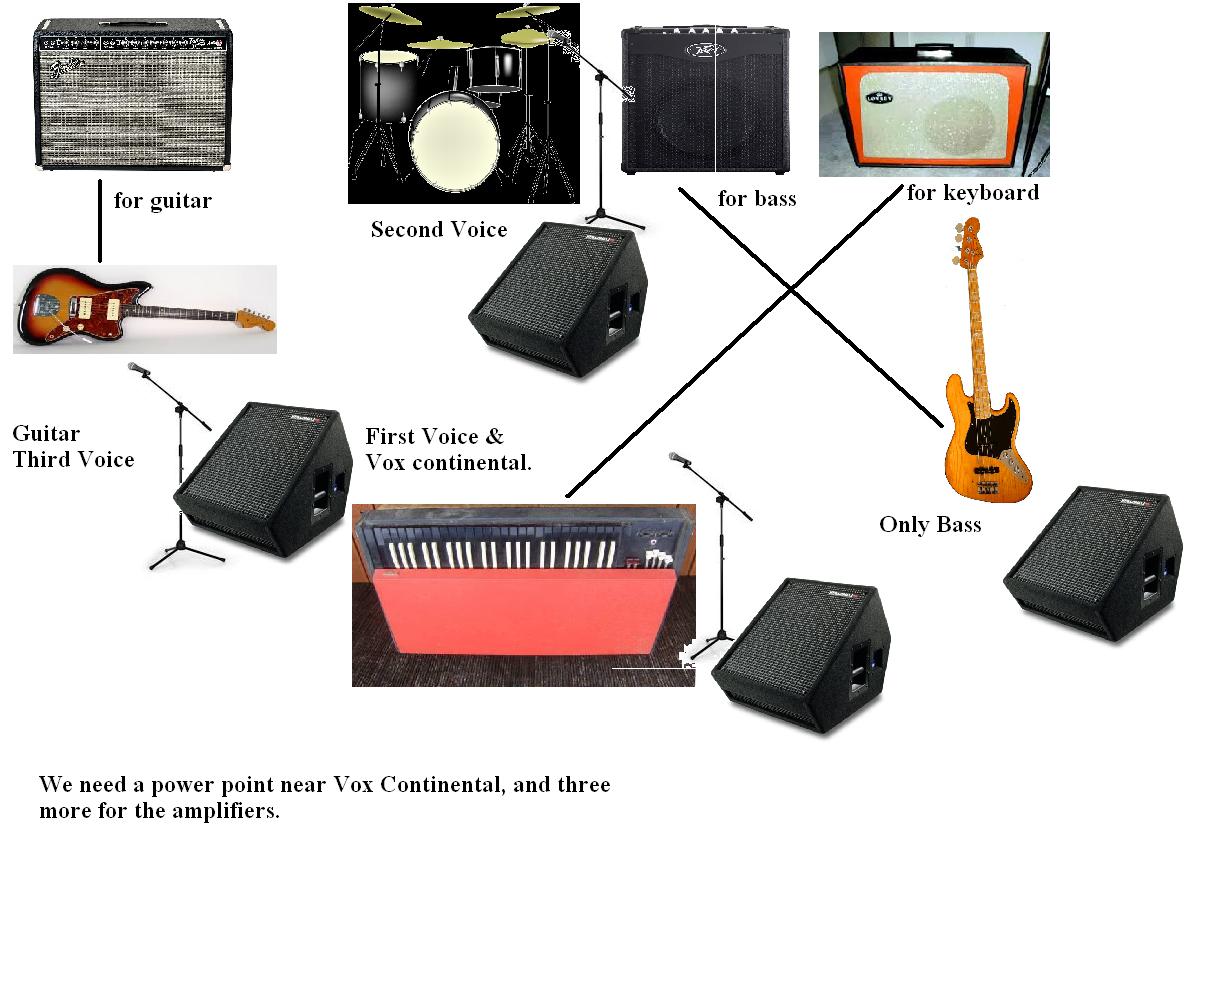 Fender
for guitar
Second Voice
for bass
for keyboard
Guitar
Third Voice
First Voice &
Vox continental.
Only Bass
We need a power point near Vox Continental, and three
more for the amplifiers.